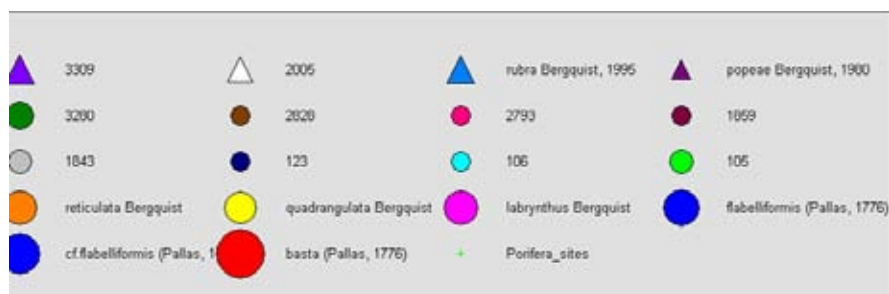 3309 2005 rubra Bergquist, 1995 popeae Bergquist, 1980
3280 2828 2793 1859
1843 123 106 105
reticulata Bergquist quadrangulata Bergquist labrynthus Bergquist flabelliformis (Pallas, 1776)
cf.flabelliformis (Pallas, 1 basta (Pallas, 1776) Porifera_sites